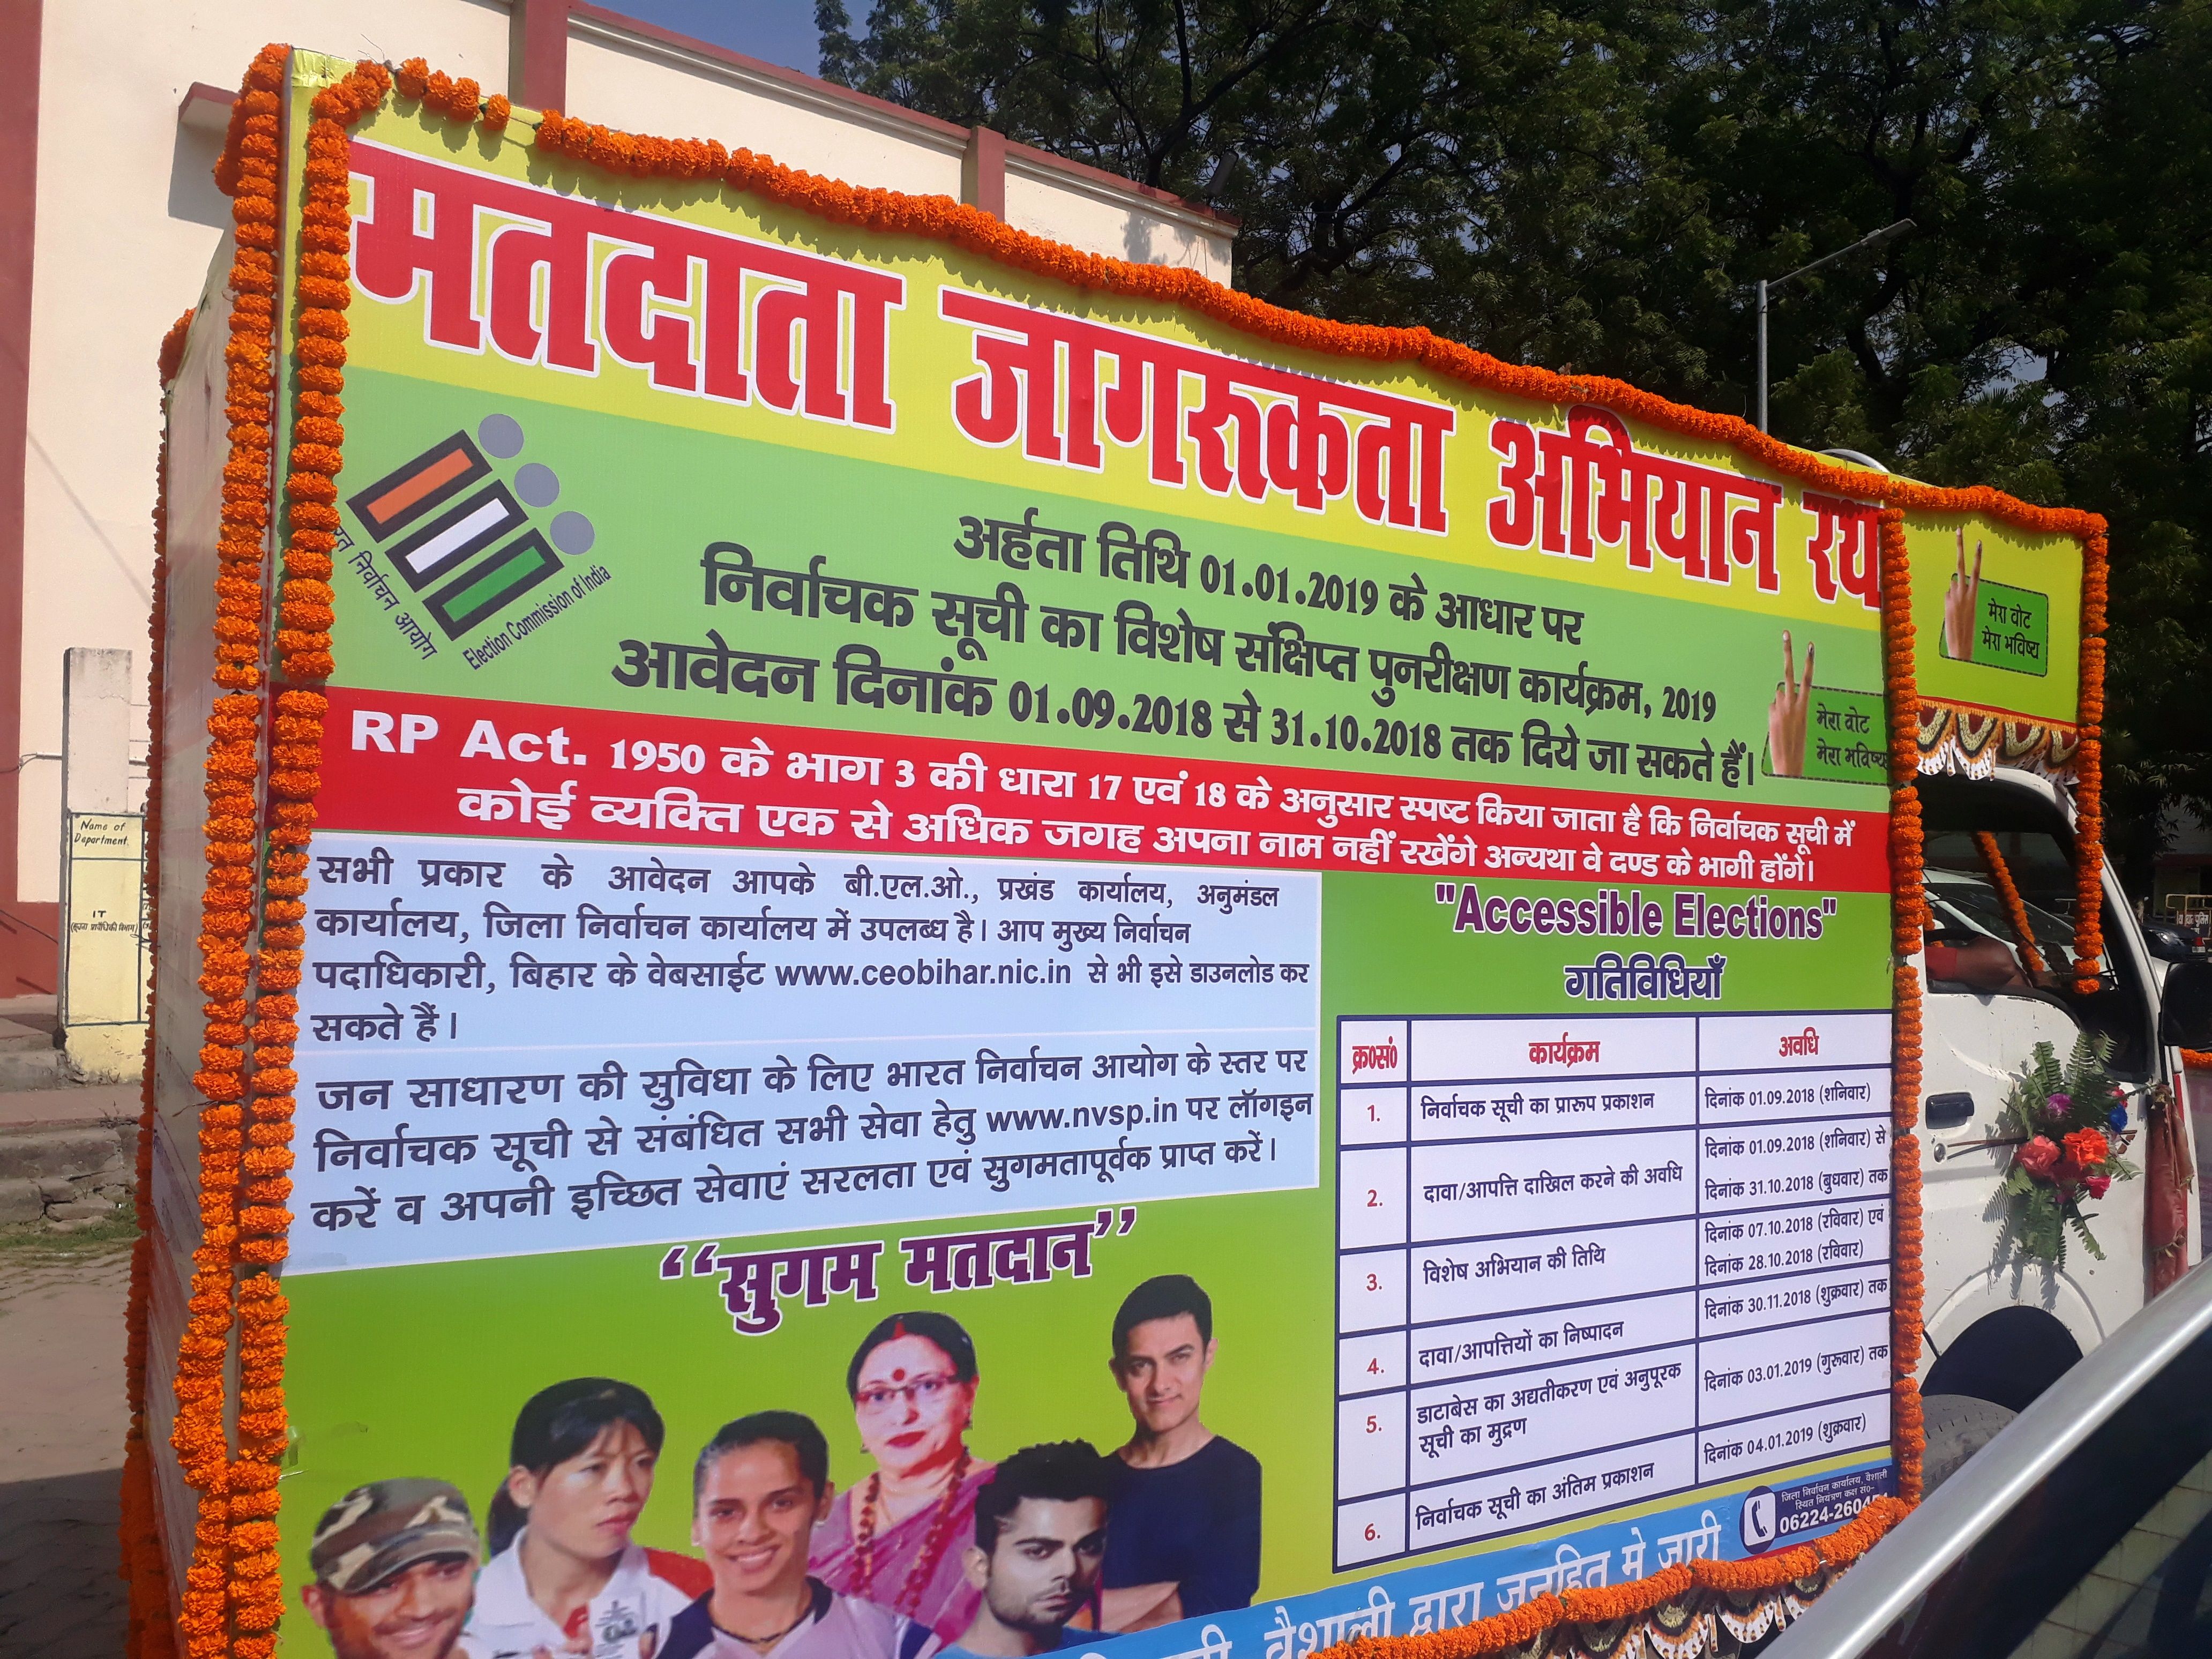 मतदाता जागरूकता अभियान रथ
भारत निर्वाचन आयोग
Election Commission of India
अर्हता तिथि 01.01.2019 के आधार पर
निर्वाचक सूची का विशेष संक्षिप्त पुनरीक्षण कार्यक्रम, 2019
आवेदन दिनांक 01.09.2018 से 31.10.2018 तक दिये जा सकते हैं।
मेरा वोट
मेरा भविष्य
मेरा वोट
मेरा भविष्य
RP Act. 1950 के भाग 3 की धारा 17 एवं 18 के अनुसार स्पष्ट किया जाता है कि निर्वाचक सूची में
कोई व्यक्ति एक से अधिक जगह अपना नाम नहीं रखेंगे अन्यथा वे दण्ड के भागी होंगे।
सभी प्रकार के आवेदन आपके बी.एल.ओ., प्रखंड कार्यालय, अनुमंडल
कार्यालय, जिला निर्वाचन कार्यालय में उपलब्ध है। आप मुख्य निर्वाचन
पदाधिकारी, बिहार के वेबसाईट www.ceobihar.nic.in से भी इसे डाउनलोड कर
सकते हैं।
जन साधारण की सुविधा के लिए भारत निर्वाचन आयोग के स्तर पर
निर्वाचक सूची से संबंधित सभी सेवा हेतु www.nvsp.in पर लॉगइन
करें व अपनी इच्छित सेवाएं सरलता एवं सुगमतापूर्वक प्राप्त करें।
"सुगम मतदान"
"Accessible Elections"
गतिविधियाँ
क्र०सं० कार्यक्रम अवधि
1. निर्वाचक सूची का प्रारूप प्रकाशन दिनांक 01.09.2018 (शनिवार)
2. दावा/आपत्ति दाखिल करने की अवधि दिनांक 01.09.2018 (शनिवार) से
दिनांक 31.10.2018 (बुधवार) तक
3. विशेष अभियान की तिथि दिनांक 07.10.2018 (रविवार) एवं
दिनांक 28.10.2018 (रविवार)
4. दावा/आपत्तियों का निष्पादन दिनांक 30.11.2018 (शुक्रवार) तक
5. डाटाबेस का अद्यतीकरण एवं अनुपूरक दिनांक 03.01.2019 (गुरूवार) तक
सूची का मुद्रण
6. निर्वाचक सूची का अंतिम प्रकाशन दिनांक 04.01.2019 (शुक्रवार)
जिला निर्वाचन कार्यालय, वैशाली
स्थित नियंत्रण कक्ष सं०-
वैशाली द्वारा जनहित मे जारी
Name of
Department
IT